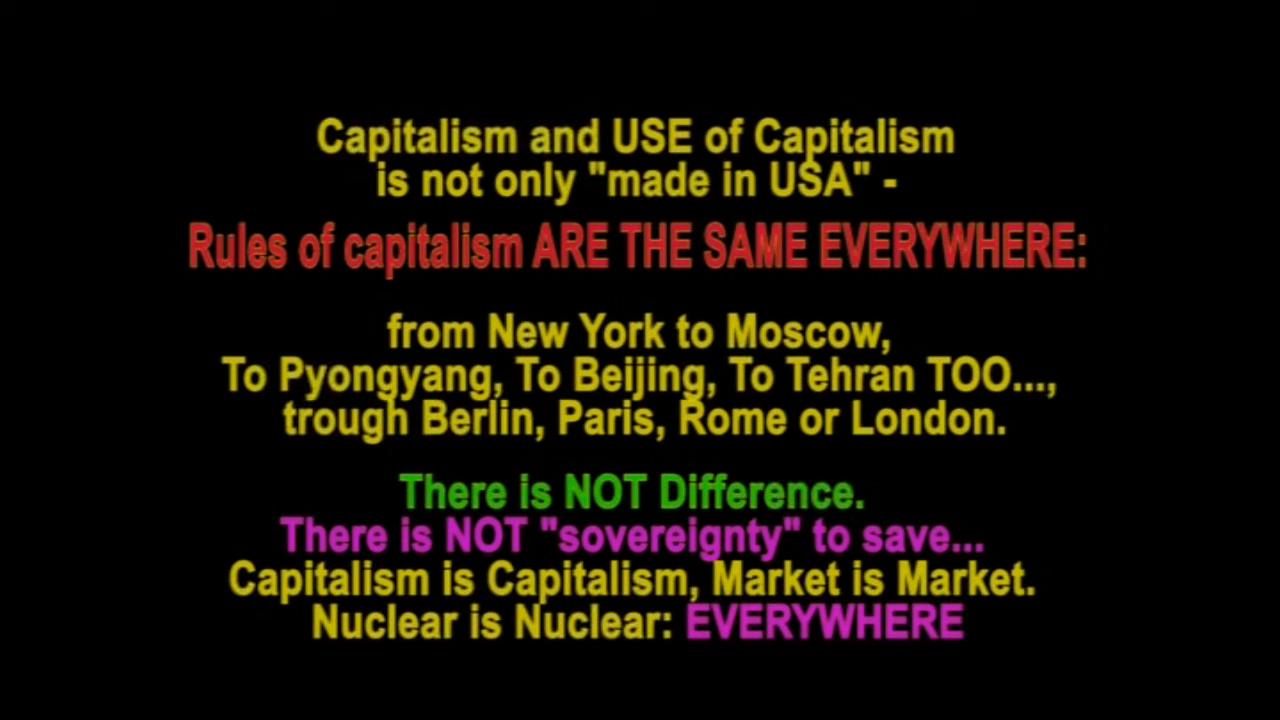 Capitalism and USE of Capitalism
is not only "made in USA" -
Rules of capitalism ARE THE SAME EVERYWHERE:
from New York to Moscow,
To Pyongyang, To Beijing, To Tehran TOO...,
trough Berlin, Paris, Rome or London.
There is NOT Difference.
There is NOT "sovereignty" to save...
Capitalism is Capitalism, Market is Market.
Nuclear is Nuclear: EVERYWHERE